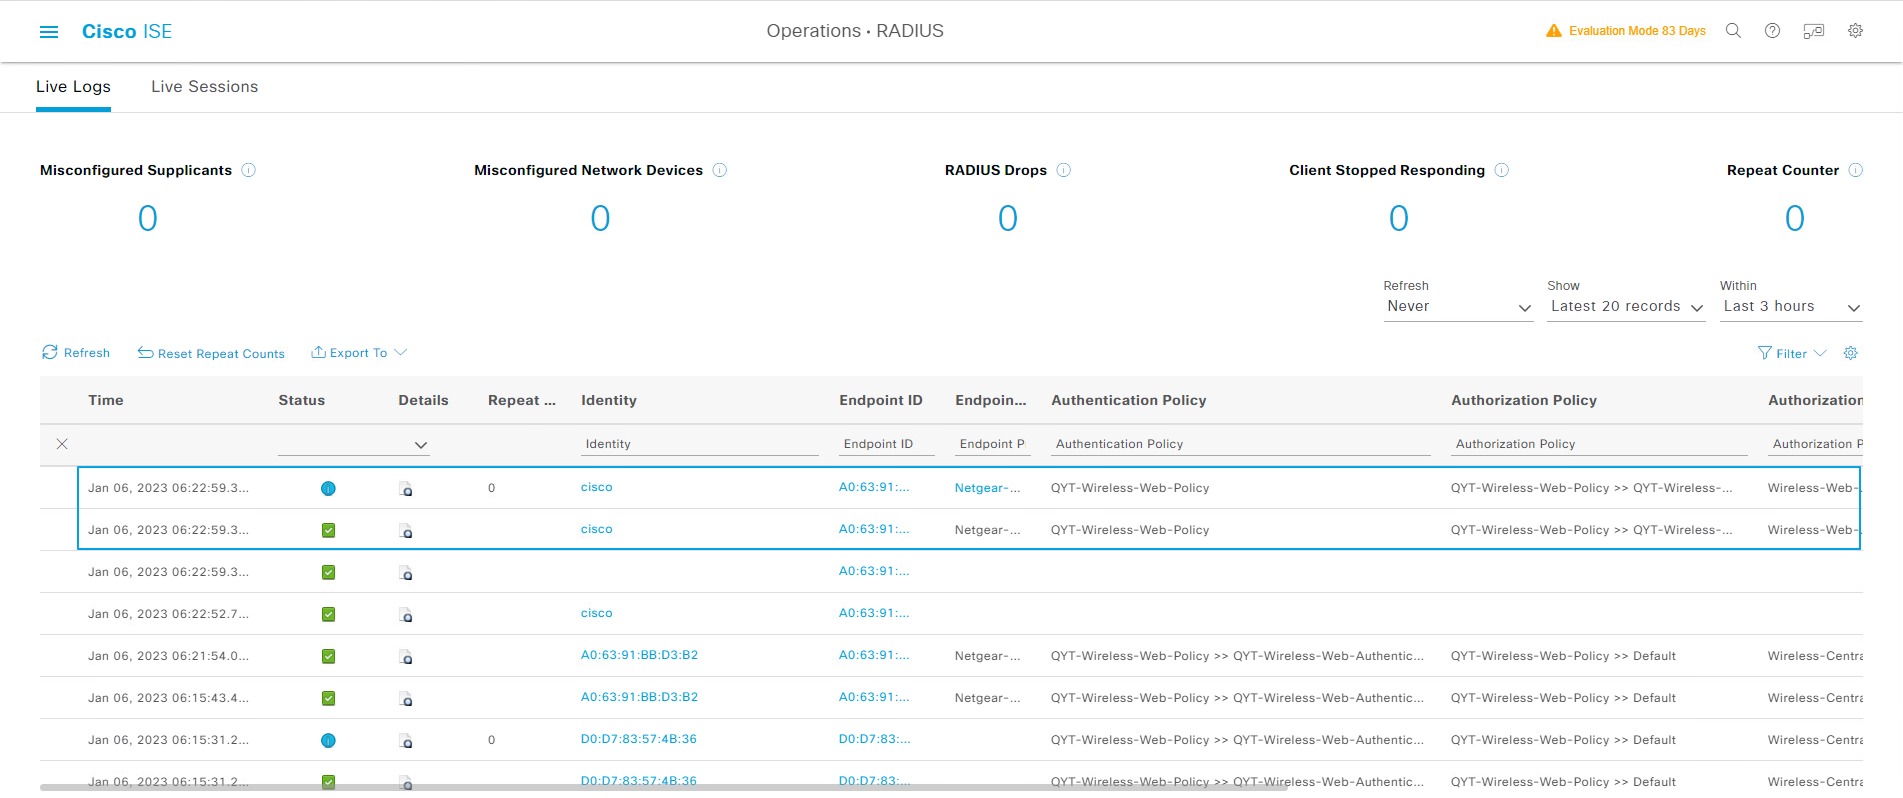 Cisco ISE
Operations · RADIUS
Evaluation Mode 83 Days
Live Logs Live Sessions
Misconfigured Supplicants Misconfigured Network Devices RADIUS Drops Client Stopped Responding Repeat Counter
0 0 0 0 0
Refresh Show Within
Never Latest 20 records Last 3 hours
Refresh Reset Repeat Counts Export To Filter
Time Status Details Repeat ... Identity Endpoint ID Endpoin... Authentication Policy Authorization Policy Authorization
Identity Endpoint ID Endpoint P Authentication Policy Authorization Policy Authorization P
Jan 06, 2023 06:22:59.3... 0 cisco A0:63:91:... Netgear-... QYT-Wireless-Web-Policy QYT-Wireless-Web-Policy >> QYT-Wireless-... Wireless-Web-
Jan 06, 2023 06:22:59.3... cisco A0:63:91:... Netgear-... QYT-Wireless-Web-Policy QYT-Wireless-Web-Policy >> QYT-Wireless-... Wireless-Web-
Jan 06, 2023 06:22:59.3... A0:63:91:...
Jan 06, 2023 06:22:52.7... cisco A0:63:91:...
Jan 06, 2023 06:21:54.0... A0:63:91:BB:D3:B2 A0:63:91:... Netgear-... QYT-Wireless-Web-Policy >> QYT-Wireless-Web-Authentic... QYT-Wireless-Web-Policy >> Default Wireless-Centra
Jan 06, 2023 06:15:43.4... A0:63:91:BB:D3:B2 A0:63:91:... Netgear-... QYT-Wireless-Web-Policy >> QYT-Wireless-Web-Authentic... QYT-Wireless-Web-Policy >> Default Wireless-Centra
Jan 06, 2023 06:15:31.2... 0 D0:D7:83:57:4B:36 D0:D7:83:... QYT-Wireless-Web-Policy >> QYT-Wireless-Web-Authentic... QYT-Wireless-Web-Policy >> Default Wireless-Centra
Jan 06, 2023 06:15:31.2... D0:D7:83:57:4B:36 D0:D7:83:... QYT-Wireless-Web-Policy >> QYT-Wireless-Web-Authentic... QYT-Wireless-Web-Policy >> Default Wireless-Centra